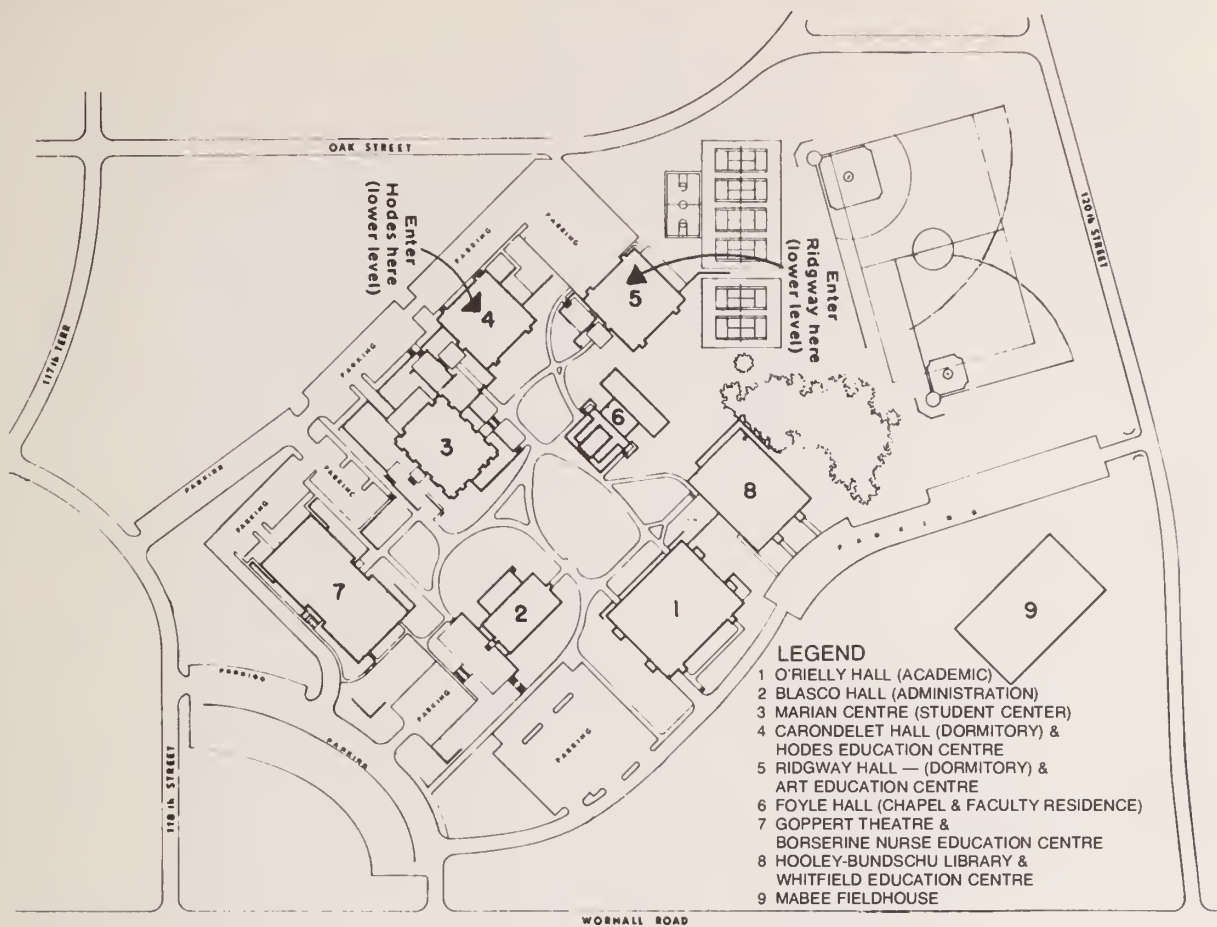 OAK STREET
120th STREET
Enter
Hodes here
(lower level)
PARKING
PARKING
Enter
Ridgway here
(lower level)
5
4
117th TERR
PARKING
6
3
8
PARKING
PARKING
PARKING
PARKING
7
2
1
9
PARKING
PARKING
PARKING
PARKING
118th STREET
LEGEND
1 O'RIELLY HALL (ACADEMIC)
2 BLASCO HALL (ADMINISTRATION)
3 MARIAN CENTRE (STUDENT CENTER)
4 CARONDELET HALL (DORMITORY) &
HODES EDUCATION CENTRE
5 RIDGWAY HALL — (DORMITORY) &
ART EDUCATION CENTRE
6 FOYLE HALL (CHAPEL & FACULTY RESIDENCE)
7 GOPPERT THEATRE &
BORSERINE NURSE EDUCATION CENTRE
8 HOOLEY-BUNDSCHU LIBRARY &
WHITFIELD EDUCATION CENTRE
9 MABEE FIELDHOUSE
WORNALL ROAD